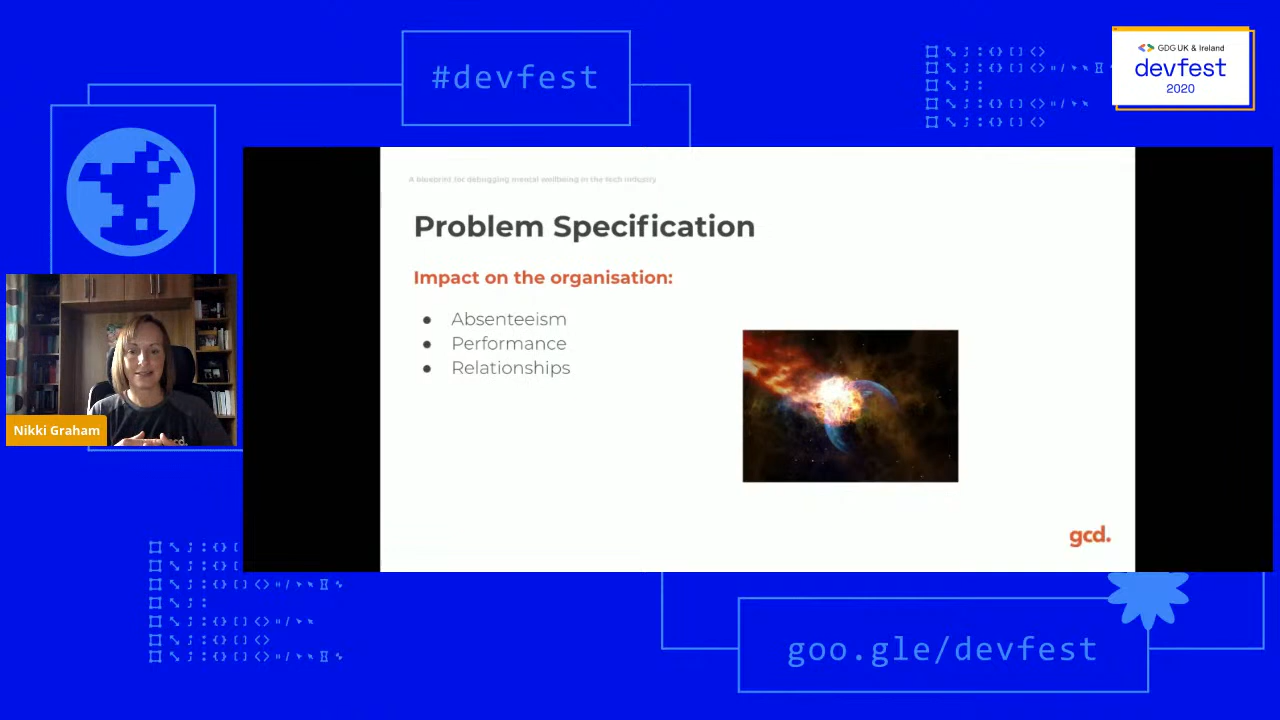 #devfest
GDG UK & Ireland
devfest
2020
A blueprint for debugging mental wellbeing in the tech industry
Problem Specification
Impact on the organisation:
● Absenteeism
● Performance
● Relationships
Nikki Graham
gcd.
gcd.
goo.gle/devfest